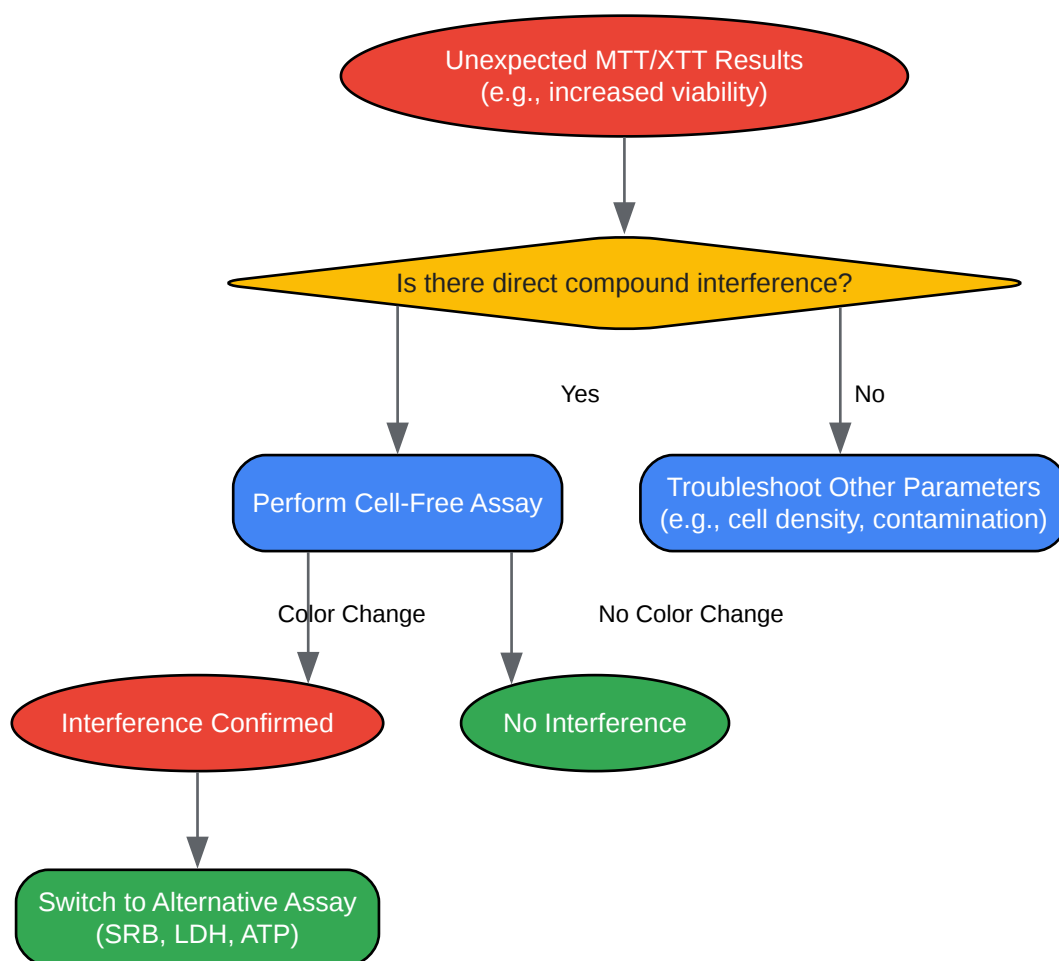 Unexpected MTT/XTT Results
(e.g., increased viability)
Is there direct compound interference?
Yes
No
Perform Cell-Free Assay
Troubleshoot Other Parameters
(e.g., cell density, contamination)
Color Change
No Color Change
Interference Confirmed
No Interference
Switch to Alternative Assay
(SRB, LDH, ATP)